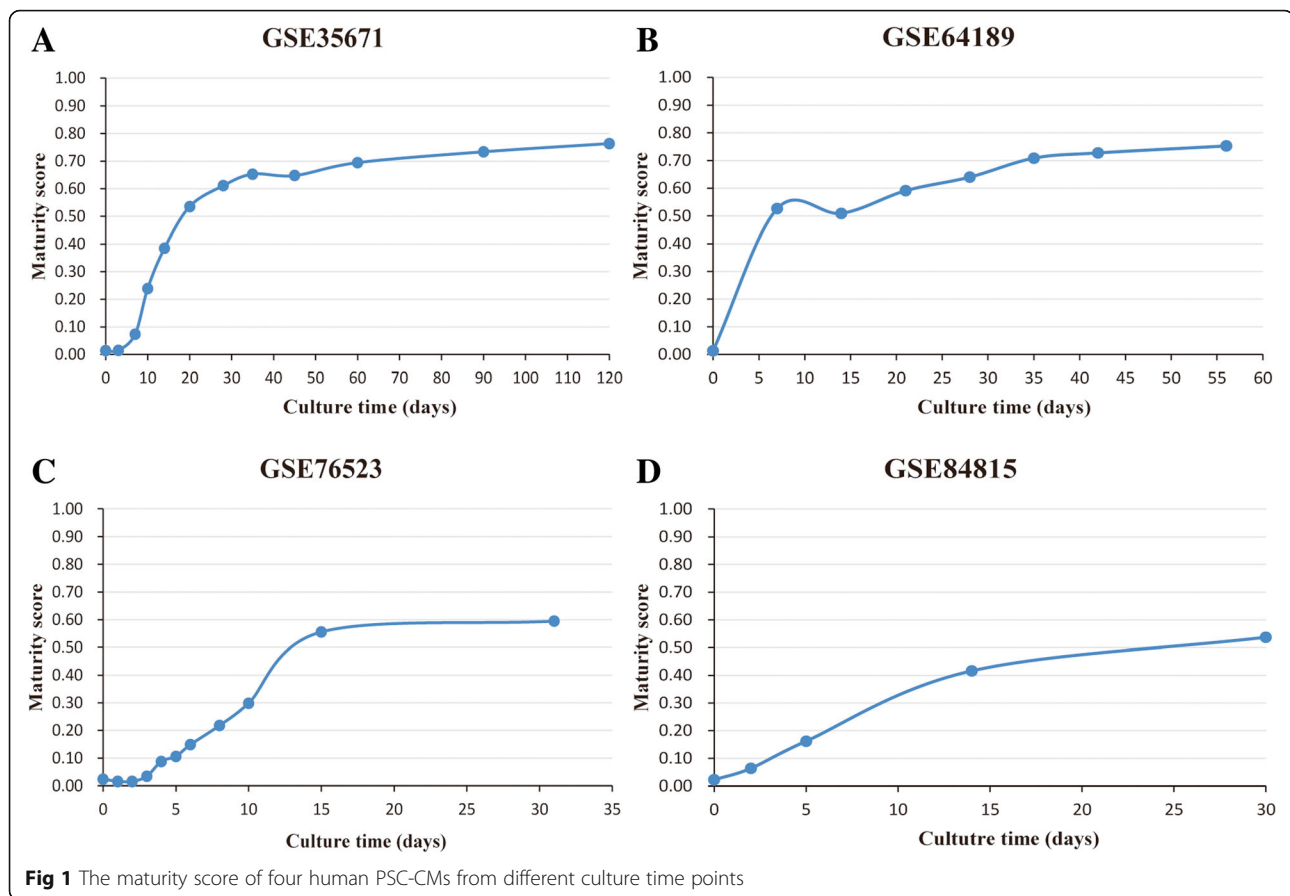 A
GSE35671
1.00
0.90
0.80
0.70
0.60
0.50
0.40
0.30
0.20
0.10
0.00
Maturity score
0 10 20 30 40 50 60 70 80 90 100 110 120
Culture time (days)
B
GSE64189
1.00
0.90
0.80
0.70
0.60
0.50
0.40
0.30
0.20
0.10
0.00
Maturity score
0 5 10 15 20 25 30 35 40 45 50 55 60
Culture time (days)
C
GSE76523
1.00
0.90
0.80
0.70
0.60
0.50
0.40
0.30
0.20
0.10
0.00
Maturity score
0 5 10 15 20 25 30 35
Culture time (days)
D
GSE84815
1.00
0.90
0.80
0.70
0.60
0.50
0.40
0.30
0.20
0.10
0.00
Maturity score
0 5 10 15 20 25 30
Cultutre time (days)
Fig 1 The maturity score of four human PSC-CMs from different culture time points